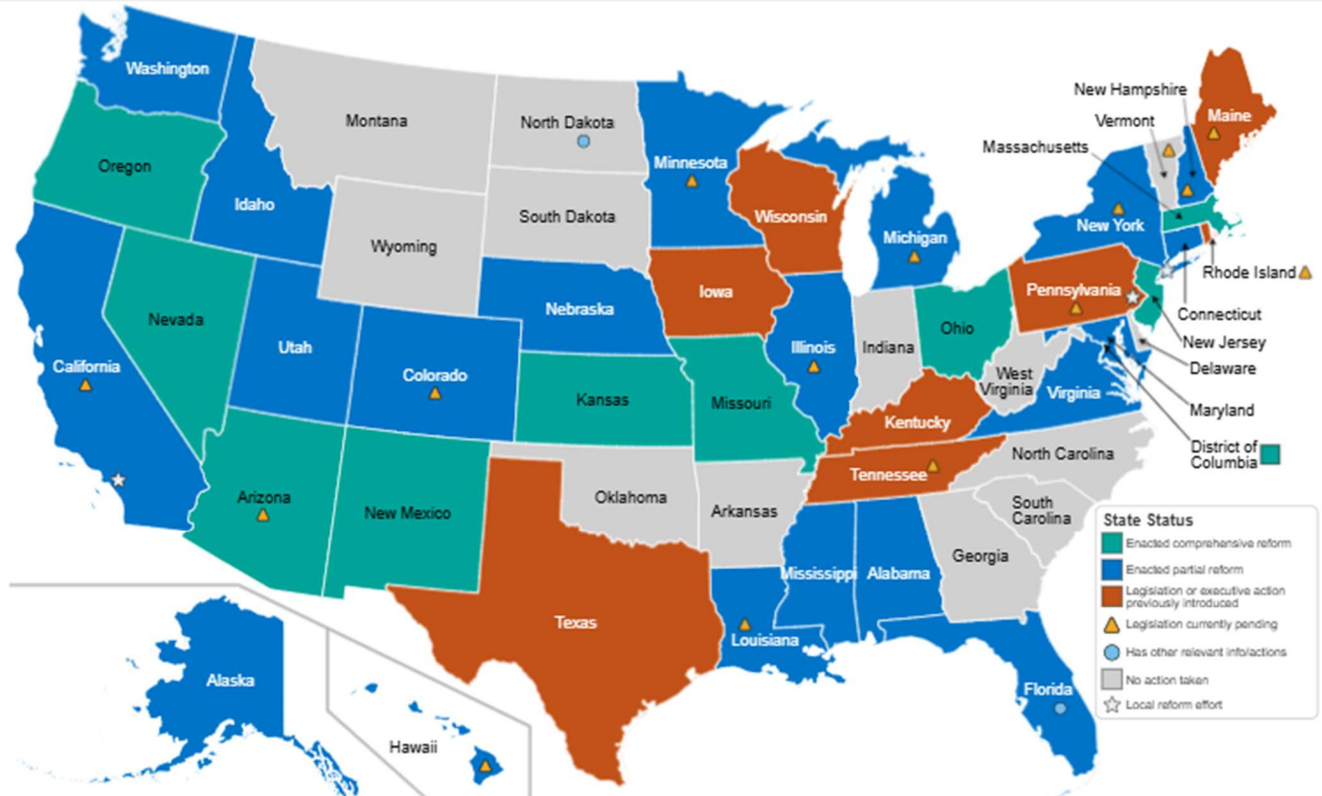 Washington
Montana
North Dakota
Minnesota
New Hampshire
Vermont
Massachusetts
Maine
Oregon
Idaho
Wyoming
South Dakota
Wisconsin
Michigan
New York
Rhode Island
Nevada
Utah
Colorado
Nebraska
Iowa
Illinois
Indiana
Ohio
Pennsylvania
Connecticut
New Jersey
Delaware
Maryland
District of
Columbia
California
Kansas
Missouri
Kentucky
West
Virginia
Virginia
Arizona
New Mexico
Oklahoma
Arkansas
Tennessee
North Carolina
South
Carolina
Georgia
Texas
Louisiana
Mississippi
Alabama
Florida
Alaska
Hawaii
State Status
Enacted comprehensive reform
Enacted partial reform
Legislation or executive action
previously introduced
Legislation currently pending
Has other relevant info/actions
No action taken
Local reform effort